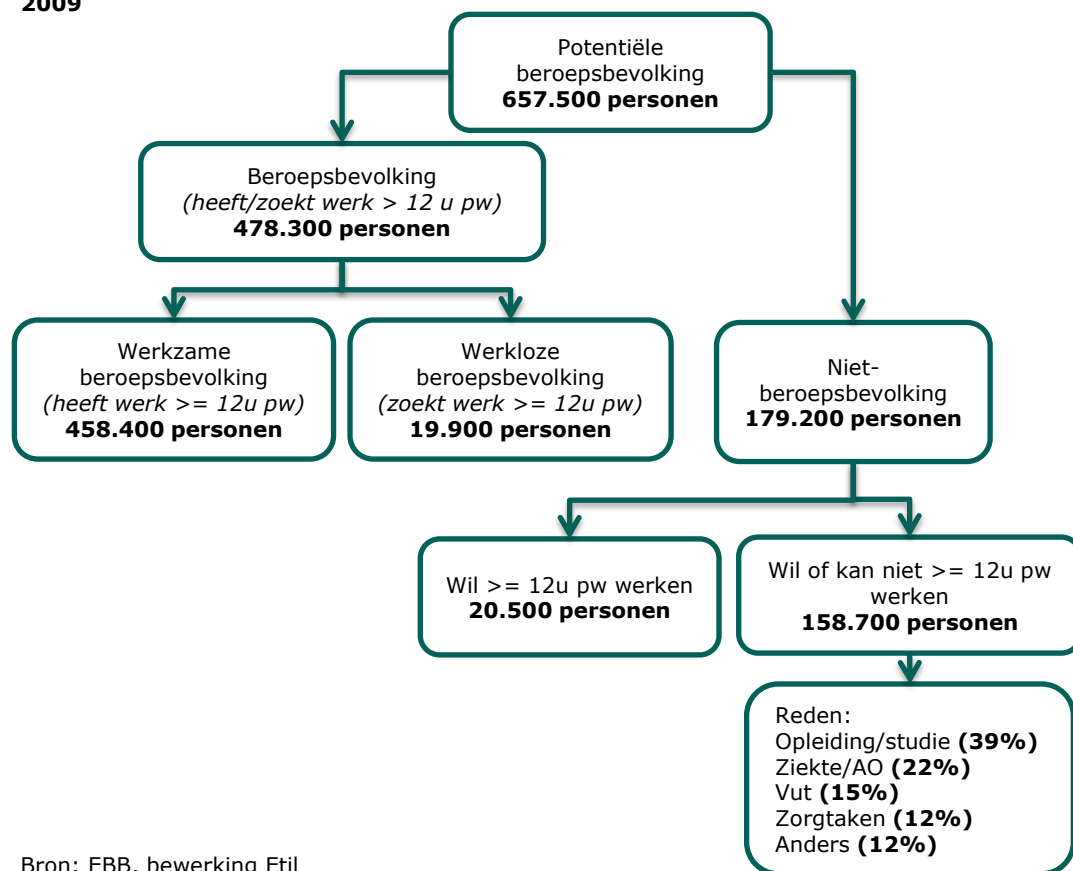 2009
Potentiële
beroepsbevolking
657.500 personen
Beroepsbevolking
(heeft/zoekt werk > 12 u pw)
478.300 personen
Werkzame
beroepsbevolking
(heeft werk >= 12u pw)
458.400 personen
Werkloze
beroepsbevolking
(zoekt werk >= 12u pw)
19.900 personen
Niet-
beroepsbevolking
179.200 personen
Wil >= 12u pw werken
20.500 personen
Wil of kan niet >= 12u pw
werken
158.700 personen
Reden:
Opleiding/studie (39%)
Ziekte/AO (22%)
Vut (15%)
Zorgtaken (12%)
Anders (12%)
Bron: EBB, bewerking Etil